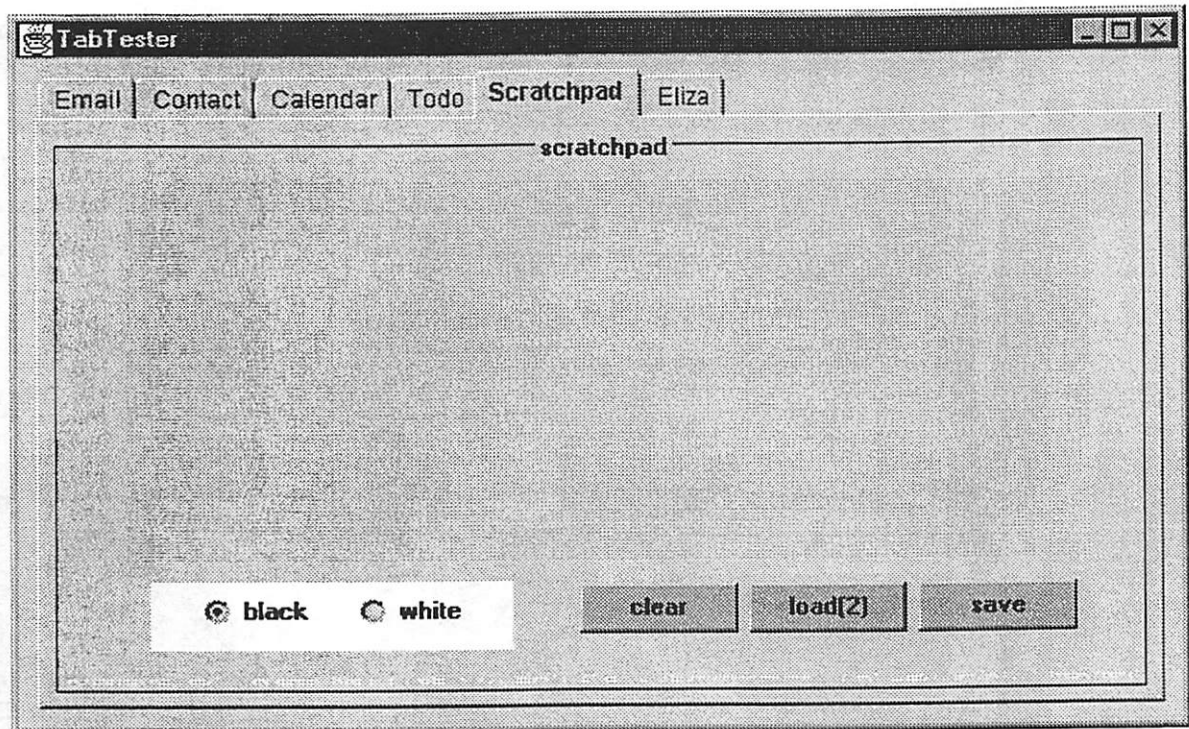 TabTester
Email Contact Calendar Todo Scratchpad Eliza
scratchpad
black white clear load(2) save